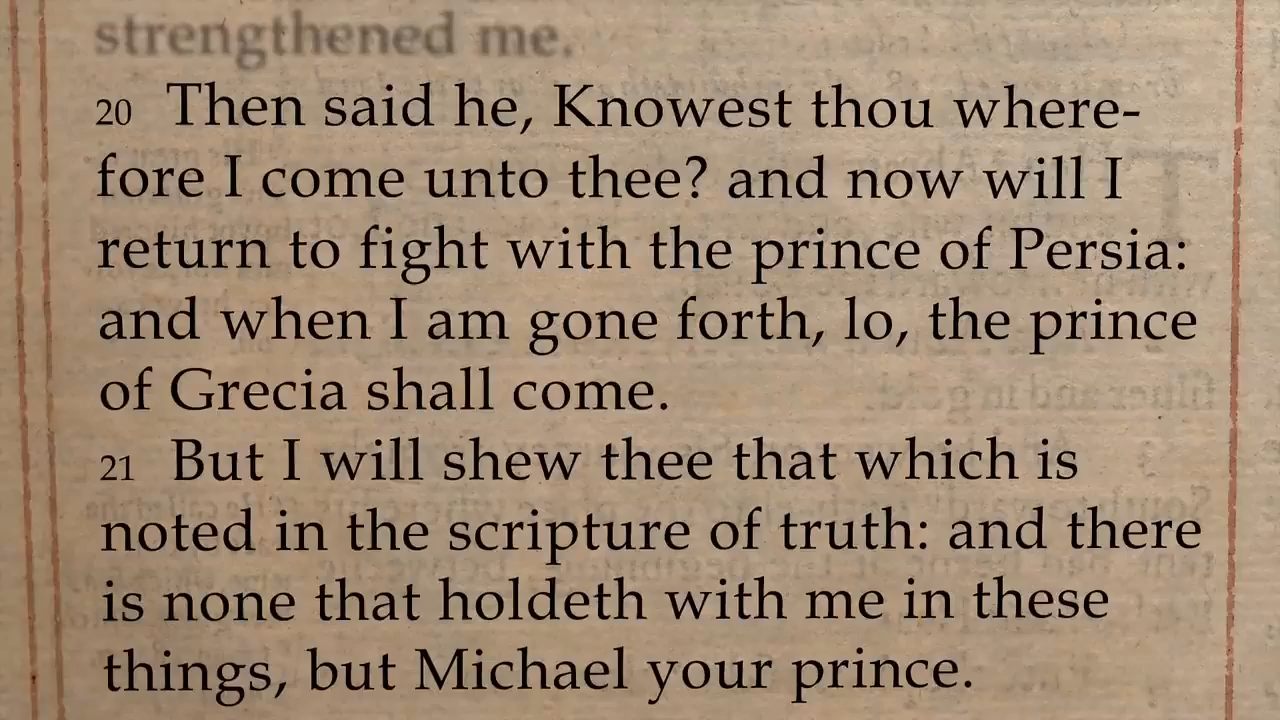 strengthened me.
20 Then said he, Knowest thou where-
fore I come unto thee? and now will I
return to fight with the prince of Persia:
and when I am gone forth, lo, the prince
of Grecia shall come.
21 But I will shew thee that which is
noted in the scripture of truth: and there
is none that holdeth with me in these
things, but Michael your prince.